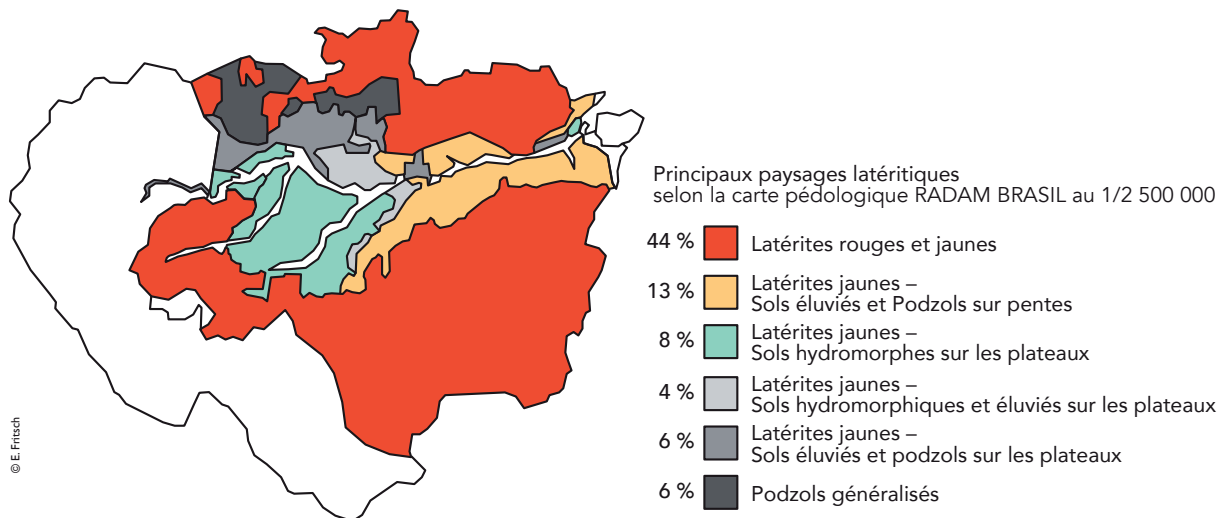 Principaux paysages latéritiques
selon la carte pédologique RADAM BRASIL au 1/2 500 000
44 % Latérites rouges et jaunes
13 % Latérites jaunes –
Sols éluviés et Podzols sur pentes
8 % Latérites jaunes –
Sols hydromorphes sur les plateaux
4 % Latérites jaunes –
Sols hydromorphiques et éluviés sur les plateaux
6 % Latérites jaunes –
Sols éluviés et podzols sur les plateaux
6 % Podzols généralisés
© E. Fritsch